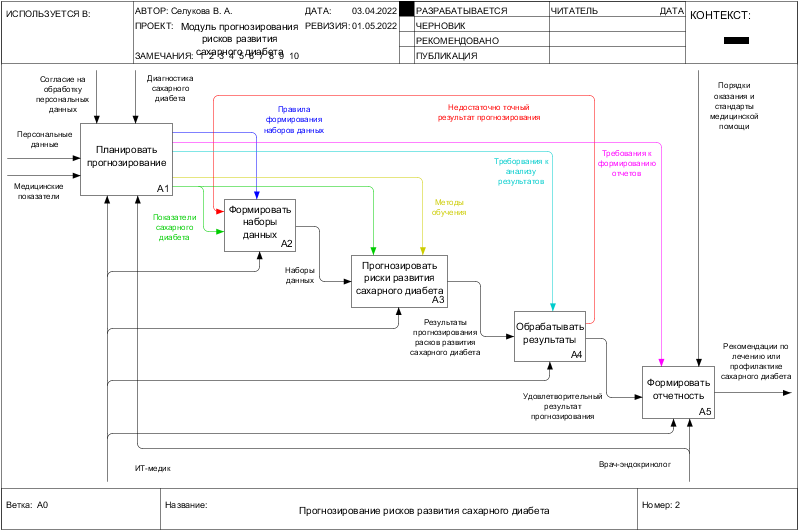 ИСПОЛЬЗУЕТСЯ В:
АВТОР: Селукова В. А.
ДАТА: 03.04.2022
ПРОЕКТ: Модуль прогнозирования
рисков развития
сахарного диабета
РЕВИЗИЯ: 01.05.2022
ЗАМЕЧАНИЯ: 1 2 3 4 5 6 7 8 9 10
РАЗРАБАТЫВАЕТСЯ
ЧЕРНОВИК
РЕКОМЕНДОВАНО
ПУБЛИКАЦИЯ
ЧИТАТЕЛЬ
ДАТА
КОНТЕКСТ:
Согласие на
обработку
персональных
данных
Диагностика
сахарного
диабета
Персональные
данные
Медицинские
показатели
Планировать
прогнозирование
A1
Правила
формирования
наборов данных
Недостаточно точный
результат прогнозирования
Порядки
оказания и
стандарты
медицинской
помощи
Треборвания к
анализу
результатов
Требования к
формированию
отчетов
Показатели
сахарного
диабета
Методы
обучения
Формировать
наборы
данных
A2
Наборы
данных
Прогнозировать
риски развития
сахарного диабета
A3
Результаты
прогнозирования
расков развития
сахарного диабета
Обрабатывать
результаты
A4
Удовлетворительный
результат
прогнозирования
Формировать
отчетность
A5
Рекомендации по
лечению или
профилактике
сахарного диабета
ИТ-медик
Врач-эндокринолог
Ветка: A0
Название:
Прогнозирование рисков развития сахарного диабета
Номер: 2